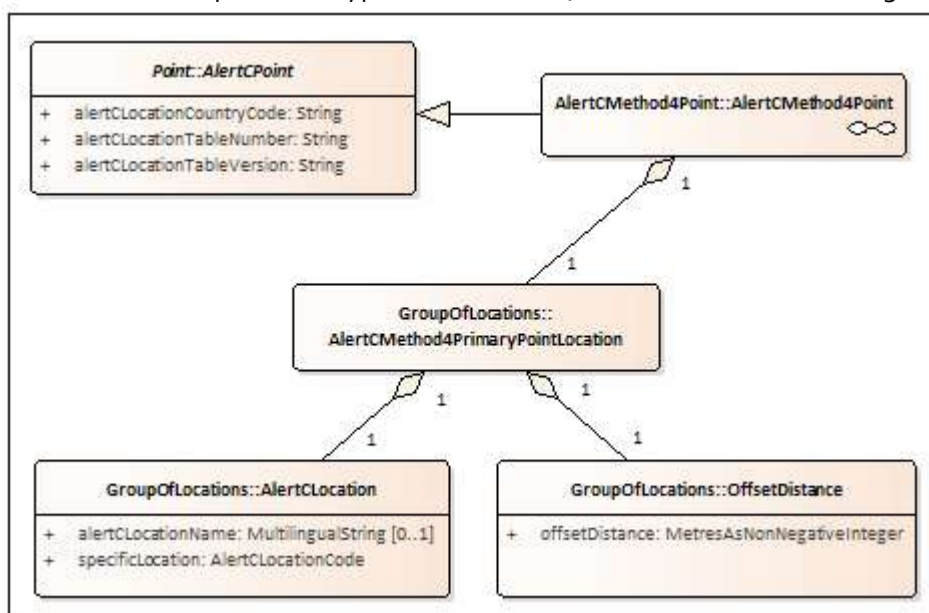 Point::AlertCPoint
+ alertCLocationCountryCode: String
+ alertCLocationTableNumber: String
+ alertCLocationTableVersion: String
AlertCMethod4Point::AlertCMethod4Point
1
1
GroupOfLocations::
AlertCMethod4PrimaryPointLocation
1
1
1
1
GroupOfLocations::AlertCLocation
+ alertCLocationName: MultilingualString [0..1]
+ specificLocation: AlertCLocationCode
GroupOfLocations::OffsetDistance
+ offsetDistance: MetresAsNonNegativeInteger